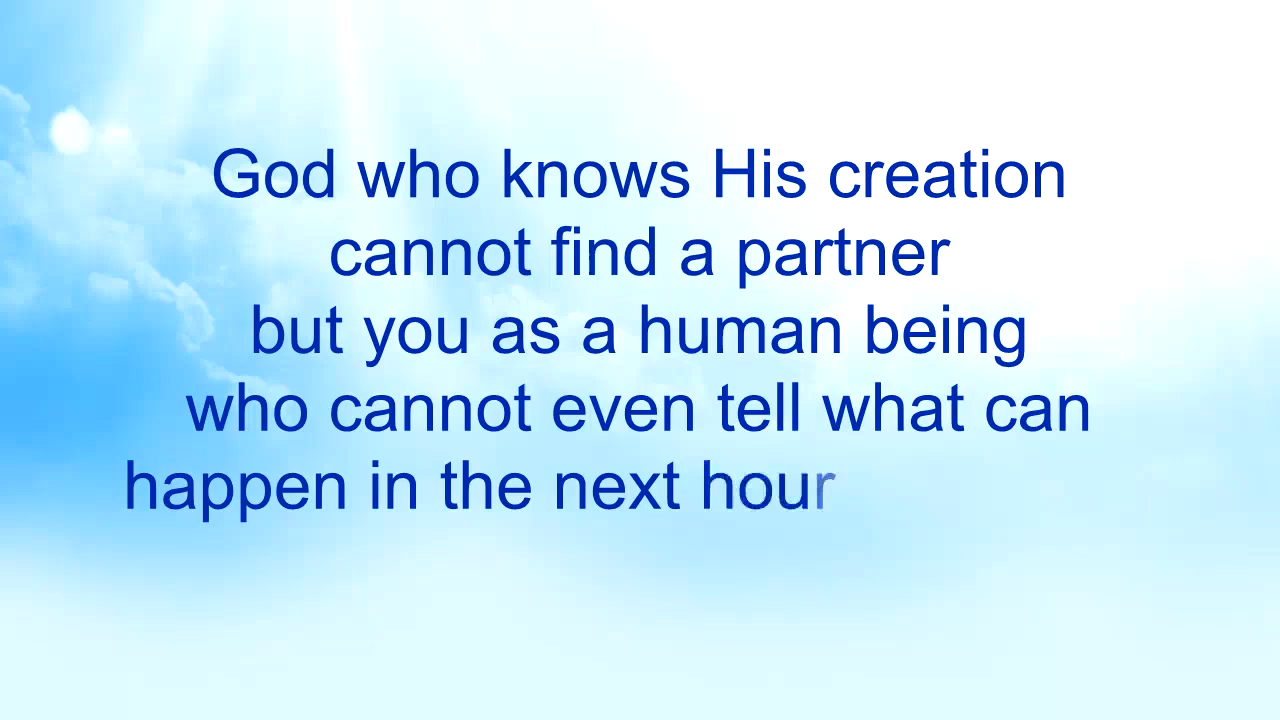 God who knows His creation
cannot find a partner
but you as a human being
who cannot even tell what can
happen in the next hour